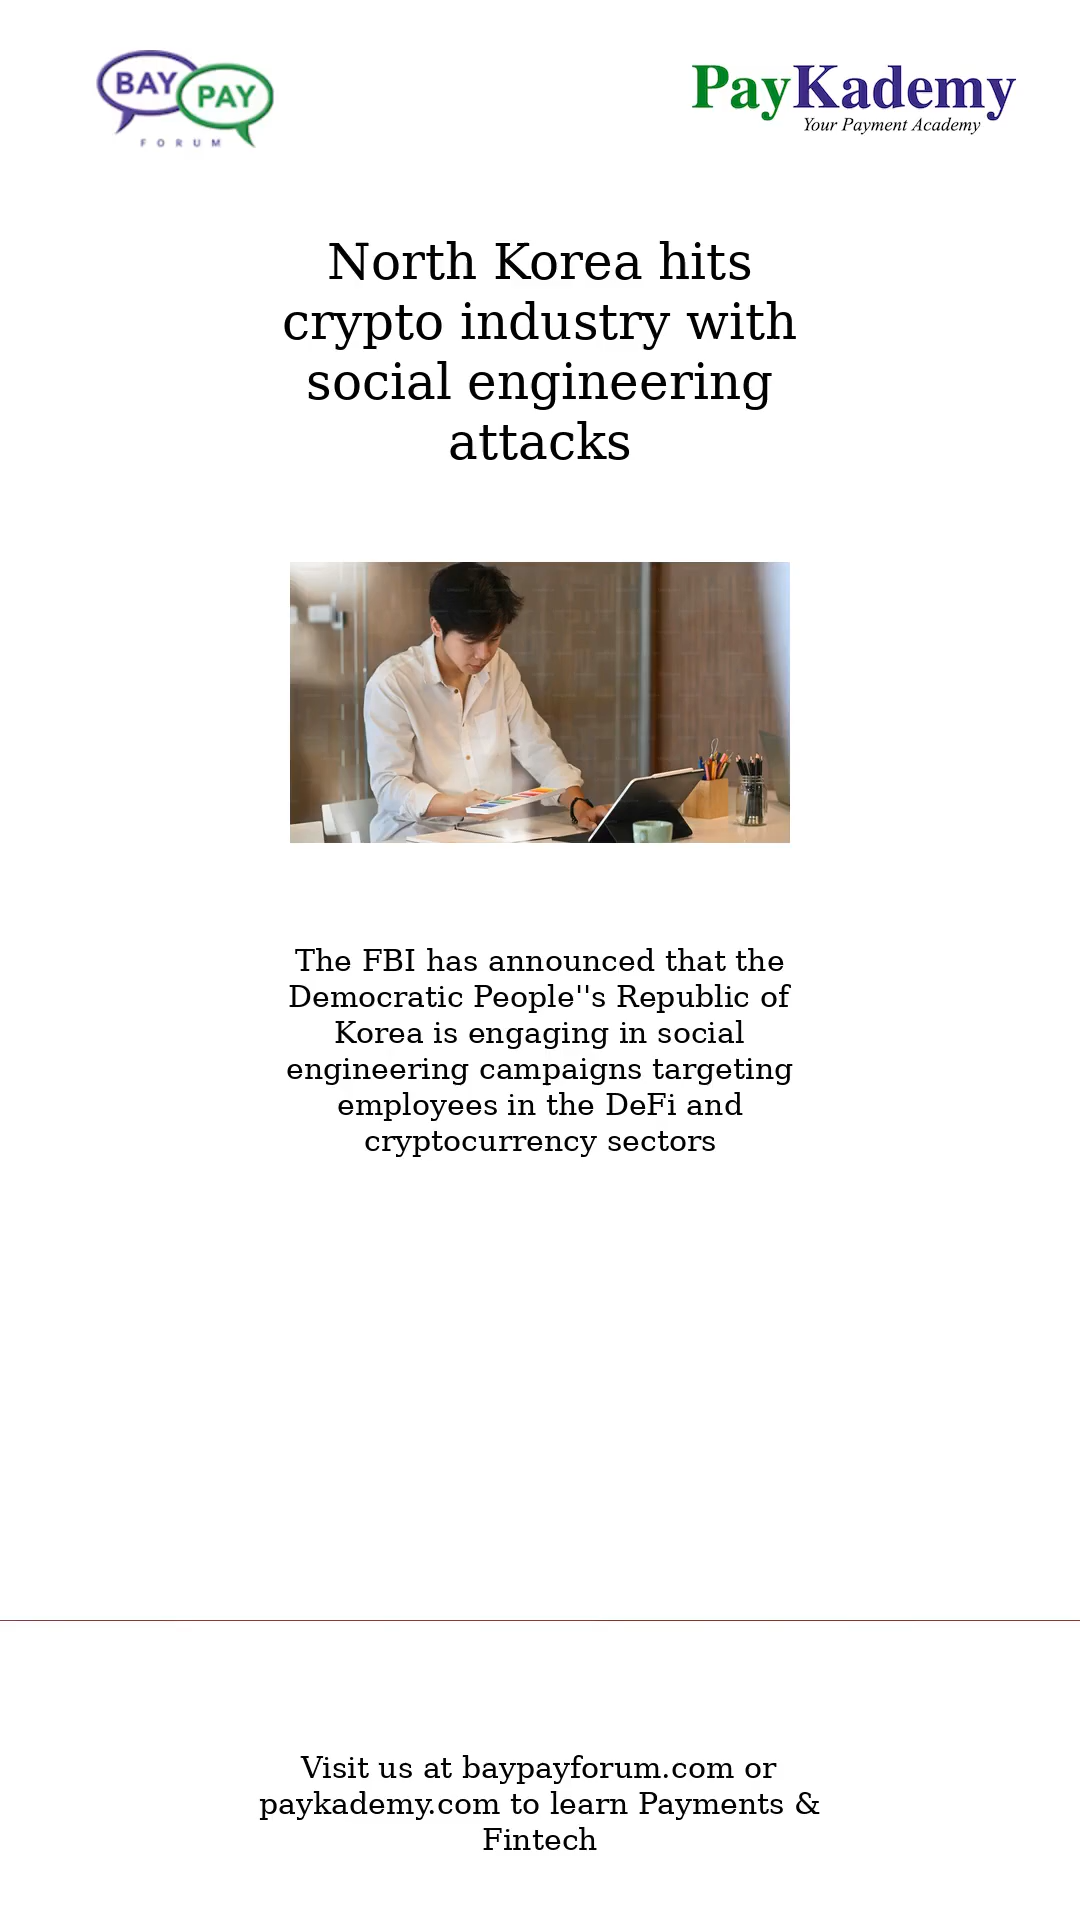 BAY PAY
FORUM
PayKademy
Your Payment Academy
North Korea hits
crypto industry with
social engineering
attacks
The FBI has announced that the
Democratic People''s Republic of
Korea is engaging in social
engineering campaigns targeting
employees in the DeFi and
cryptocurrency sectors
Visit us at baypayforum.com or
paykademy.com to learn Payments &
Fintech